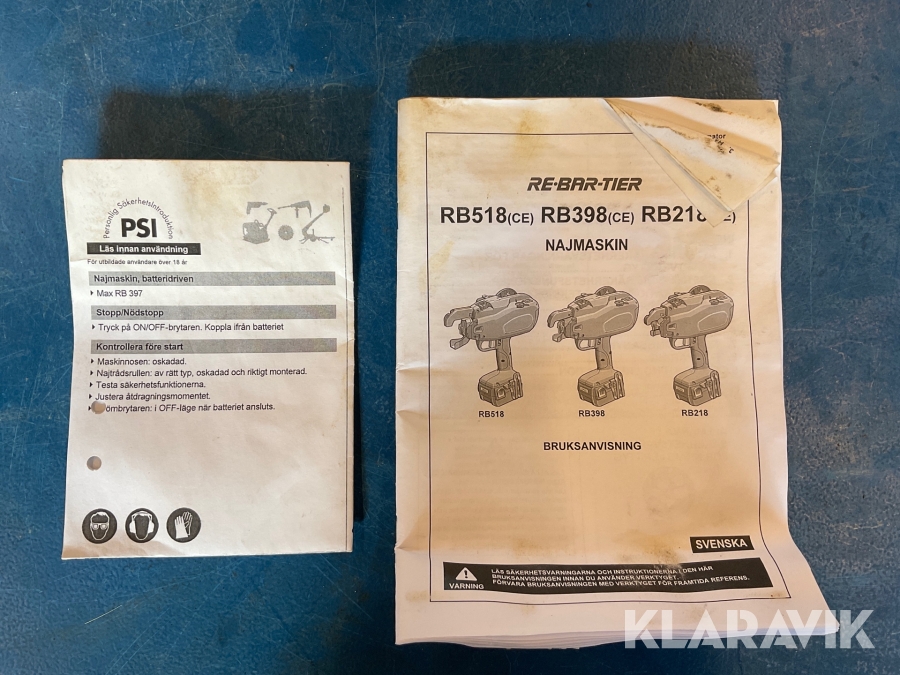 Personlig SäkerhetsIntroduktion
PSI
Läs innan användning
För utbildade användare över 18 år
Najmaskin, batteridriven
Max RB 397
Stopp/Nödstopp
Tryck på ON/OFF-brytaren. Koppla ifrån batteriet
Kontrollera före start
Maskinnosen: oskadad.
Najtrådsrullen: av rätt typ, oskadad och riktigt monterad.
Testa säkerhetsfunktionerna.
Justera åtdragningsmomentet.
ömbrytaren: i OFF-läge när batteriet ansluts.
RE-BAR-TIER
RB518(CE) RB398(CE) RB218
NAJMASKIN
RB518 RB398 RB218
BRUKSANVISNING
SVENSKA
VARNING
LÄS SÄKERHETSVARNINGARNA OCH INSTRUKTIONERNA I DEN HÄR
BRUKSANVISNINGEN INNAN DU ANVÄNDER VERKTYGET.
FÖRVARA BRUKSANVISNINGEN MED VERKTYGET FÖR FRAMTIDA REFERENS.
KLARAVIK